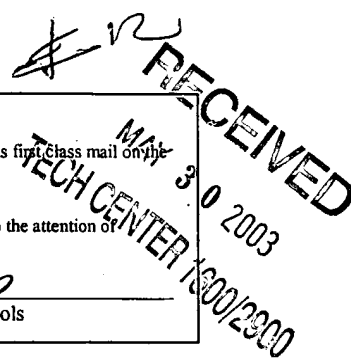 RECEIVED
MAY 30 2003
TECH CENTER 1600/2900
s first class mail on the
o the attention of
ols